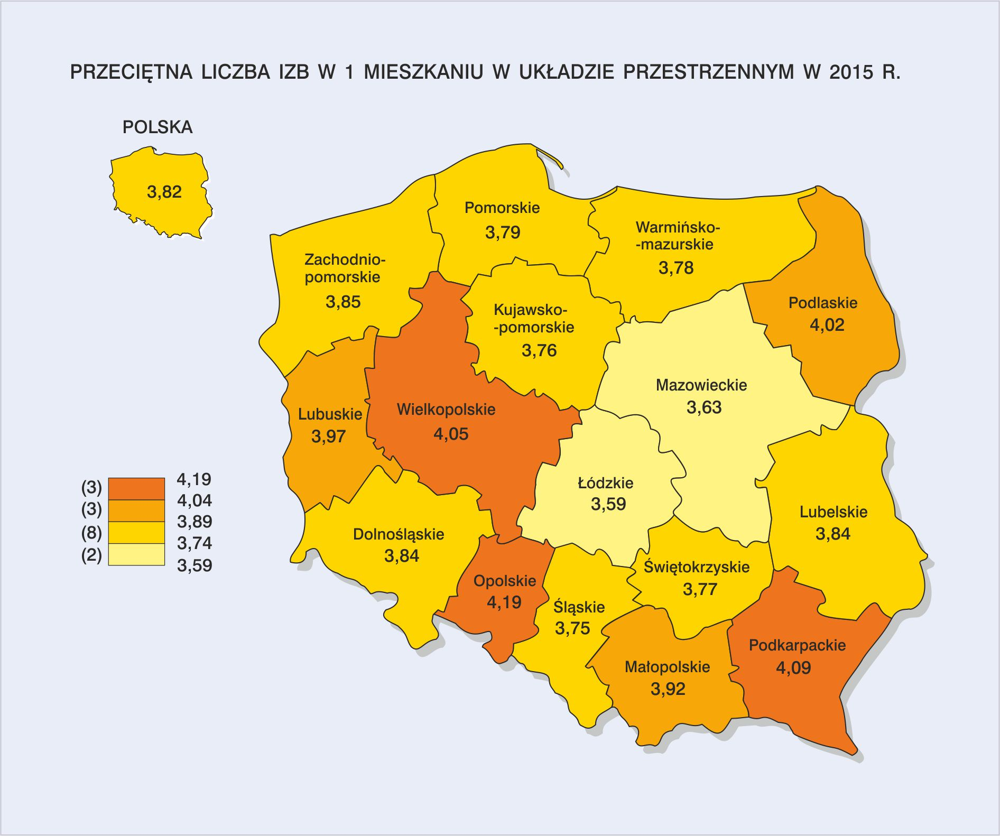 PRZECIĘTNA LICZBA IZB W 1 MIESZKANIU W UKŁADZIE PRZESTRZENNYM W 2015 R.
POLSKA
3,82
Pomorskie
3,79
Warmińsko-
-mazurskie
3,78
Zachodnio-
pomorskie
3,85
Podlaskie
4,02
Kujawsko-
-pomorskie
3,76
Mazowieckie
3,63
Lubuskie
3,97
Wielkopolskie
4,05
Łódzkie
3,59
Lubelskie
3,84
Dolnośląskie
3,84
Opolskie
4,19
Śląskie
3,75
Świętokrzyskie
3,77
Małopolskie
3,92
Podkarpackie
4,09
4,19
(3)
4,04
(3)
3,89
(8)
3,74
(2)
3,59